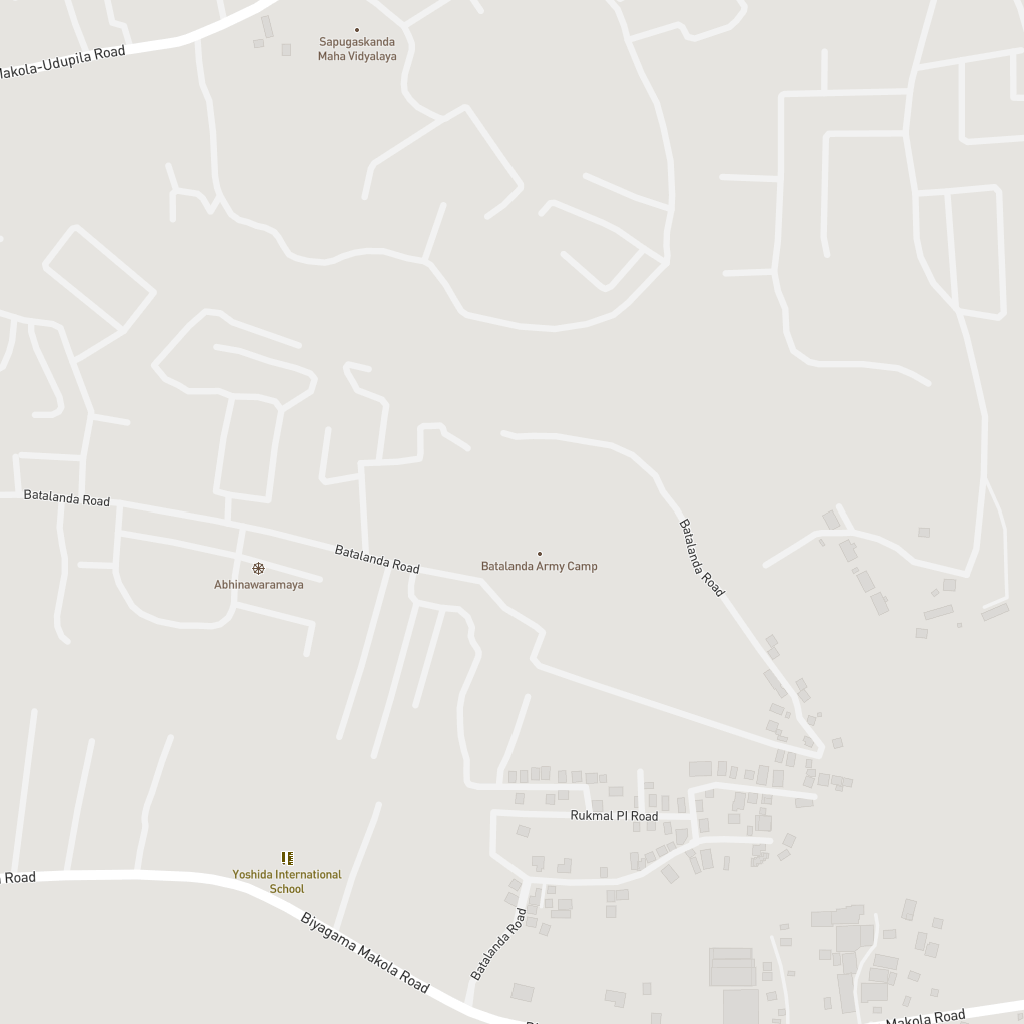 Sapugaskanda
Maha Vidyalaya
Makola-Udupila Road
Batalanda Road
Batalanda Road
Batalanda Army Camp
Batalanda Road
Abhinawaramaya
Rukmal Pl Road
Yoshida International
School
Road
Biyagama Makola Road
Batalanda Road
Makola Road